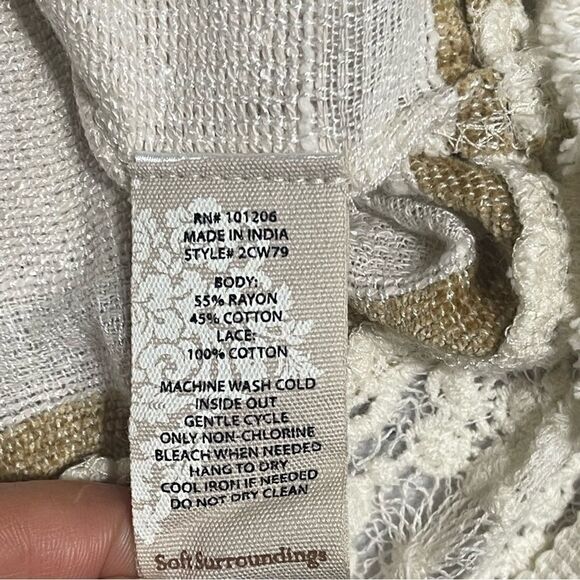 RN# 101206
MADE IN INDIA
STYLE# 2CW79
BODY:
55% RAYON
45% COTTON
LACE:
100% COTTON
MACHINE WASH COLD
INSIDE OUT
GENTLE CYCLE
ONLY NON-CHLORINE
BLEACH WHEN NEEDED
HANG TO DRY
COOL IRON IF NEEDED
DO NOT DRY CLEAN
Soft Surroundings